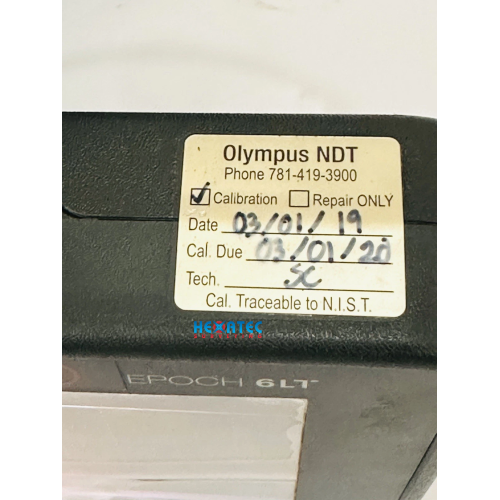 Olympus NDT
Phone 781-419-3900
Calibration Repair ONLY
Date 03/01/19
Cal. Due 03/01/20
Tech. SC
Cal. Traceable to N.I.S.T.
HEXATEC
EPOCH 6LT